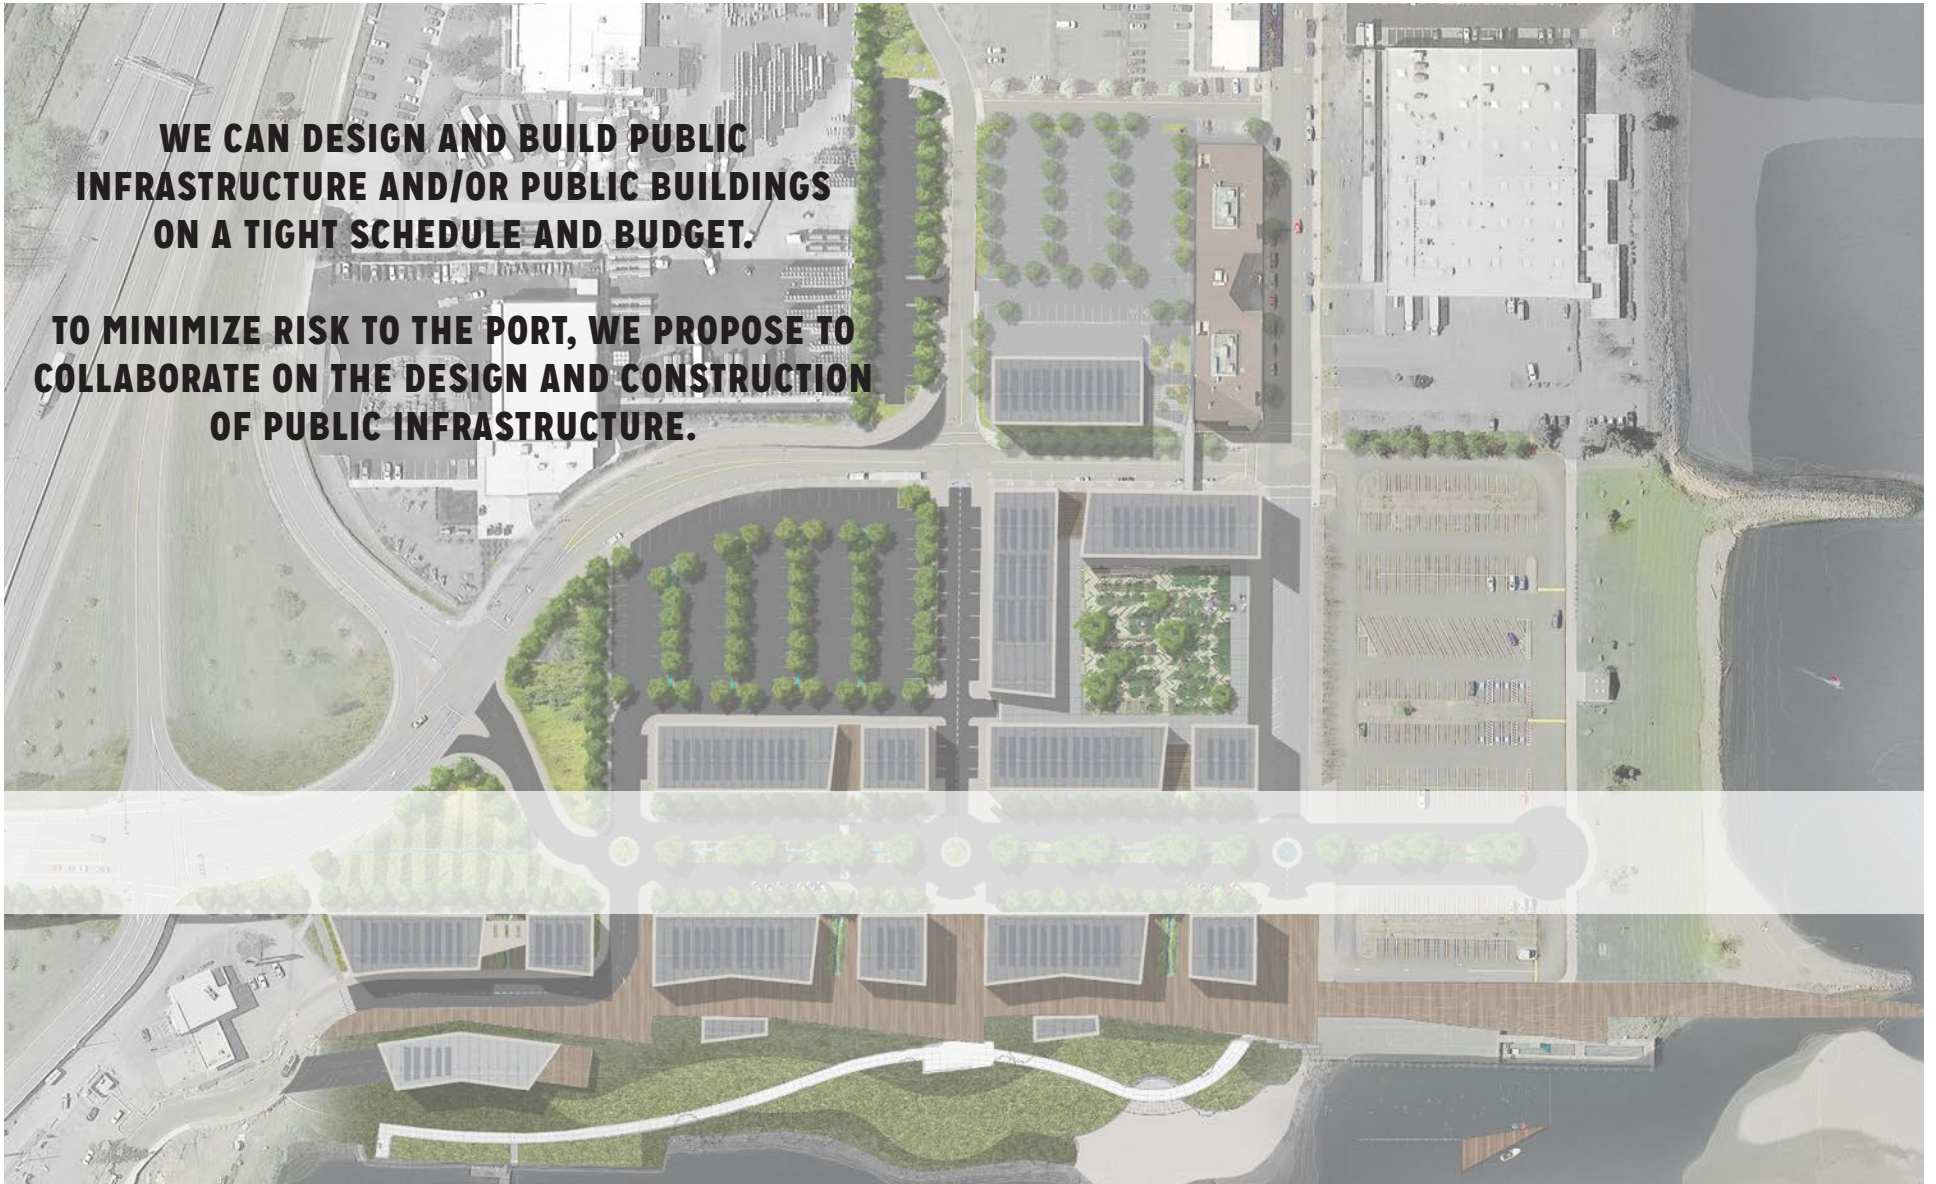 WE CAN DESIGN AND BUILD PUBLIC
INFRASTRUCTURE AND/OR PUBLIC BUILDINGS
ON A TIGHT SCHEDULE AND BUDGET.
TO MINIMIZE RISK TO THE PORT, WE PROPOSE TO
COLLABORATE ON THE DESIGN AND CONSTRUCTION
OF PUBLIC INFRASTRUCTURE.